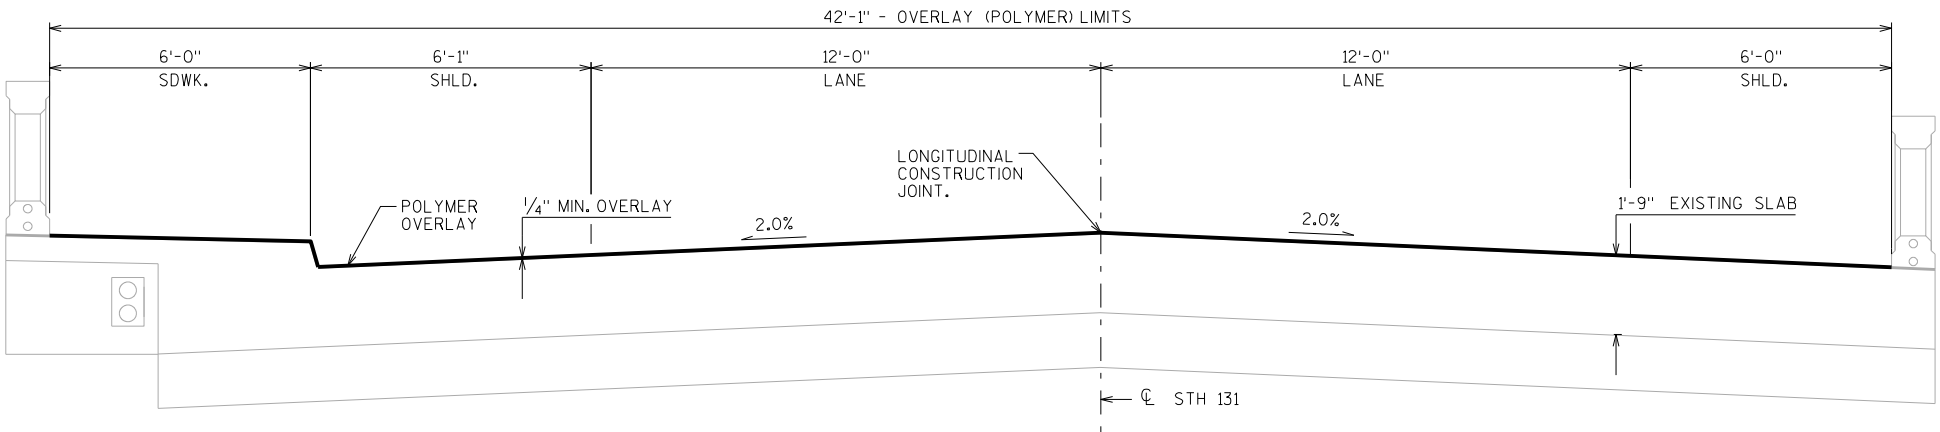 42'-1" - OVERLAY (POLYMER) LIMITS
6'-0"
SDWK.
6'-1"
SHLD.
12'-0"
LANE
12'-0"
LANE
6'-0"
SHLD.
LONGITUDINAL
CONSTRUCTION
JOINT.
POLYMER
OVERLAY
1/4" MIN. OVERLAY
2.0%
2.0%
1'-9" EXISTING SLAB
℄ STH 131